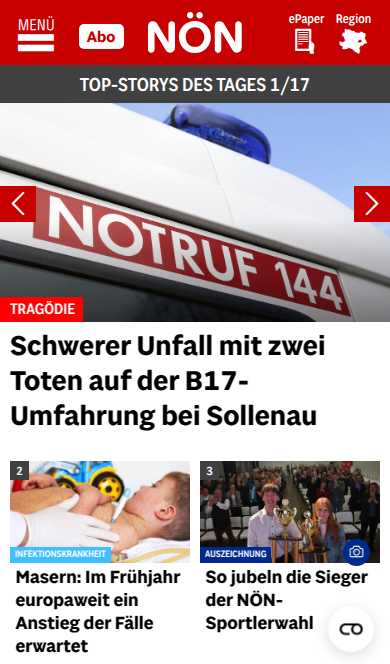 MENÜ
Abo
NÖN
ePaper
Region
TOP-STORYS DES TAGES 1/17
NOTRUF 144
TRAGÖDIE
Schwerer Unfall mit zwei
Toten auf der B17-
Umfahrung bei Sollenau
2
INFEKTIONSKRANKHEIT
Masern: Im Frühjahr
europaweit ein
Anstieg der Fälle
erwartet
3
AUSZEICHNUNG
So jubeln die Sieger
der NÖN-
Sportlerwahl